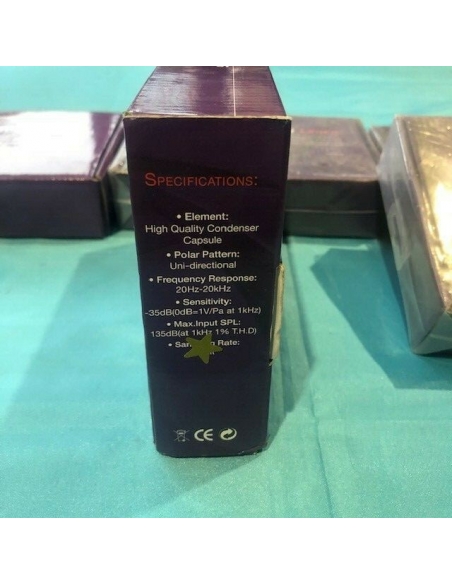 SPECIFICATIONS:
• Element:
High Quality Condenser
Capsule
• Polar Pattern:
Uni-directional
• Frequency Response:
20Hz-20kHz
• Sensitivity:
-35dB(0dB=1V/Pa at 1kHz)
• Max.Input SPL:
135dB(at 1kHz 1% T.H.D)
• Rate:
CE